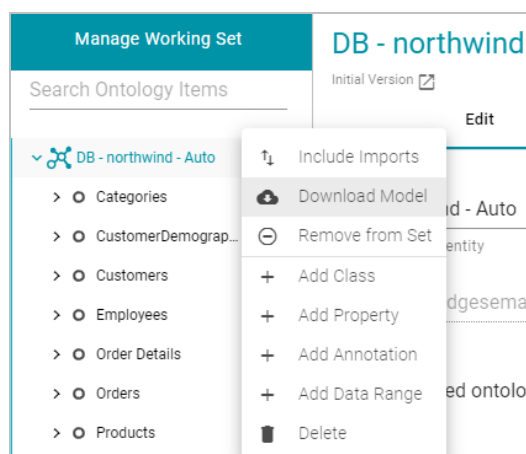 Manage Working Set
Search Ontology Items
DB - northwind - Auto
Categories
CustomerDemograp...
Customers
Employees
Order Details
Orders
Products
Include Imports
Download Model
Remove from Set
Add Class
Add Property
Add Annotation
Add Data Range
Delete
DB - northwind
Initial Version
Edit
d - Auto
entity
dgesema
ed ontolo